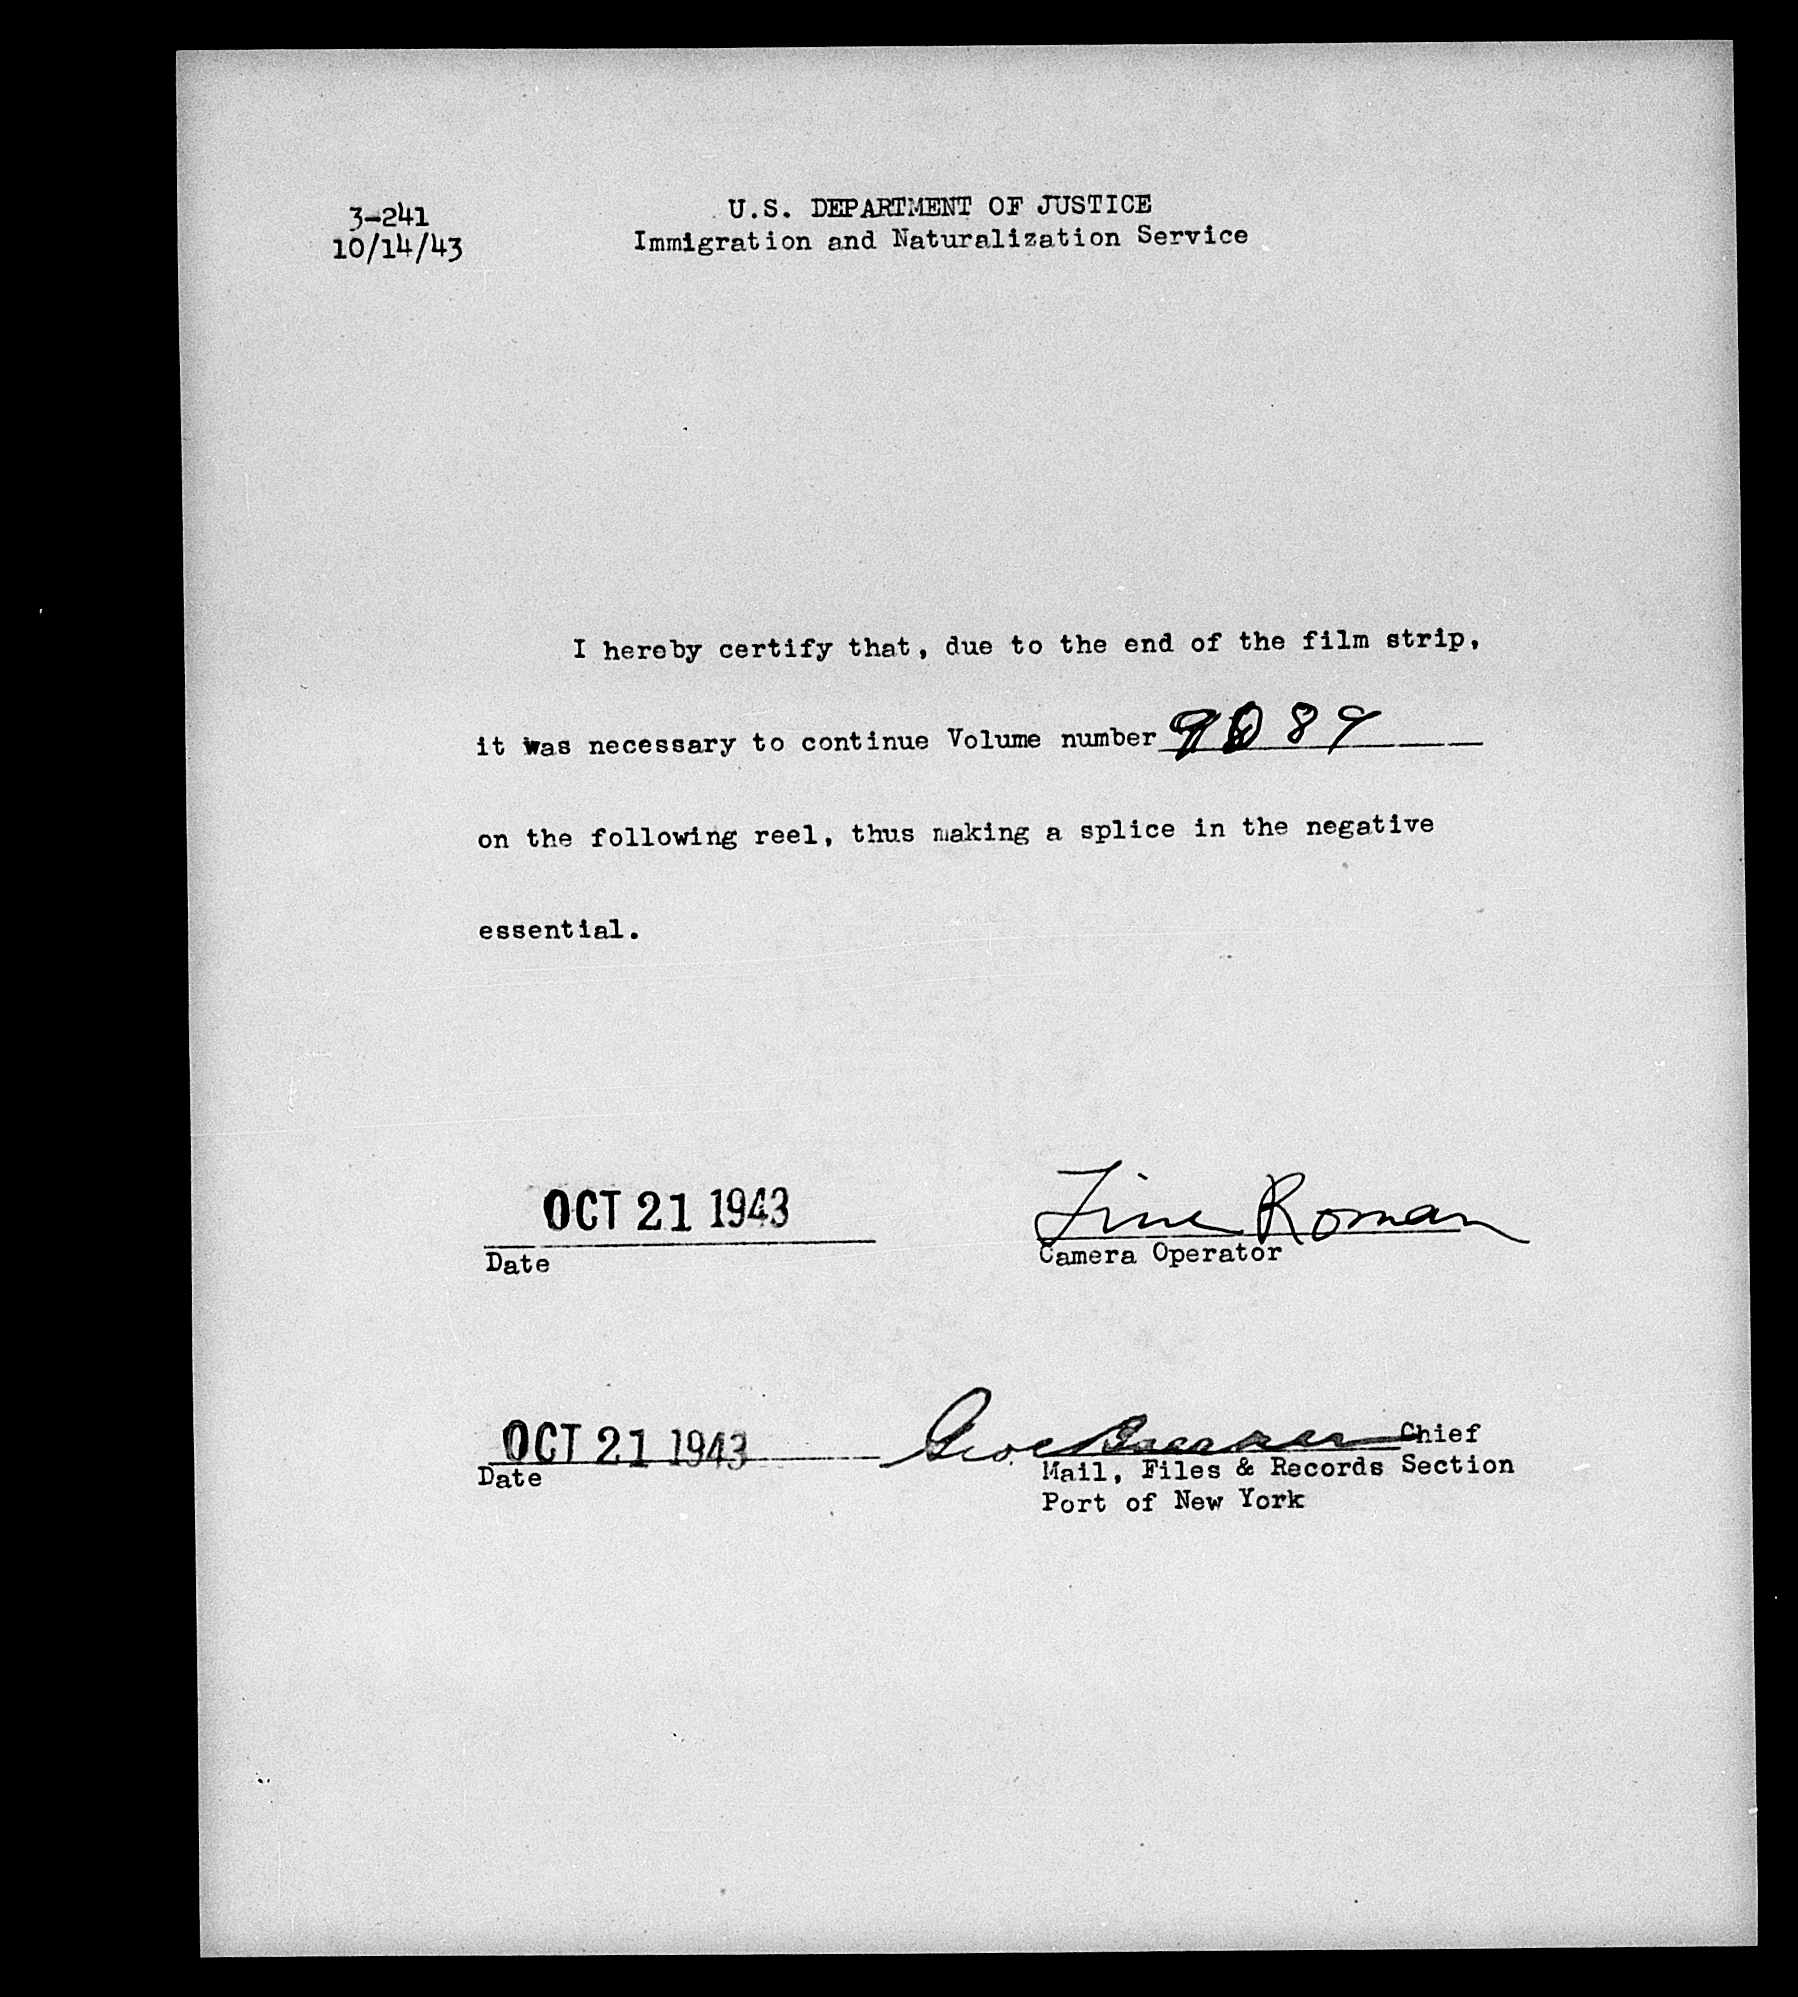 3-241
10/14/43
U.S. DEPARTMENT OF JUSTICE
Immigration and Naturalization Service
I hereby certify that, due to the end of the film strip,
it was necessary to continue Volume number 9089
on the following reel, thus making a splice in the negative
essential.
OCT 21 1943
Roman
Date
Camera Operator
OCT 21 1943
Geo
Chief
Date
Mail, Files & Records Section
Port of New York